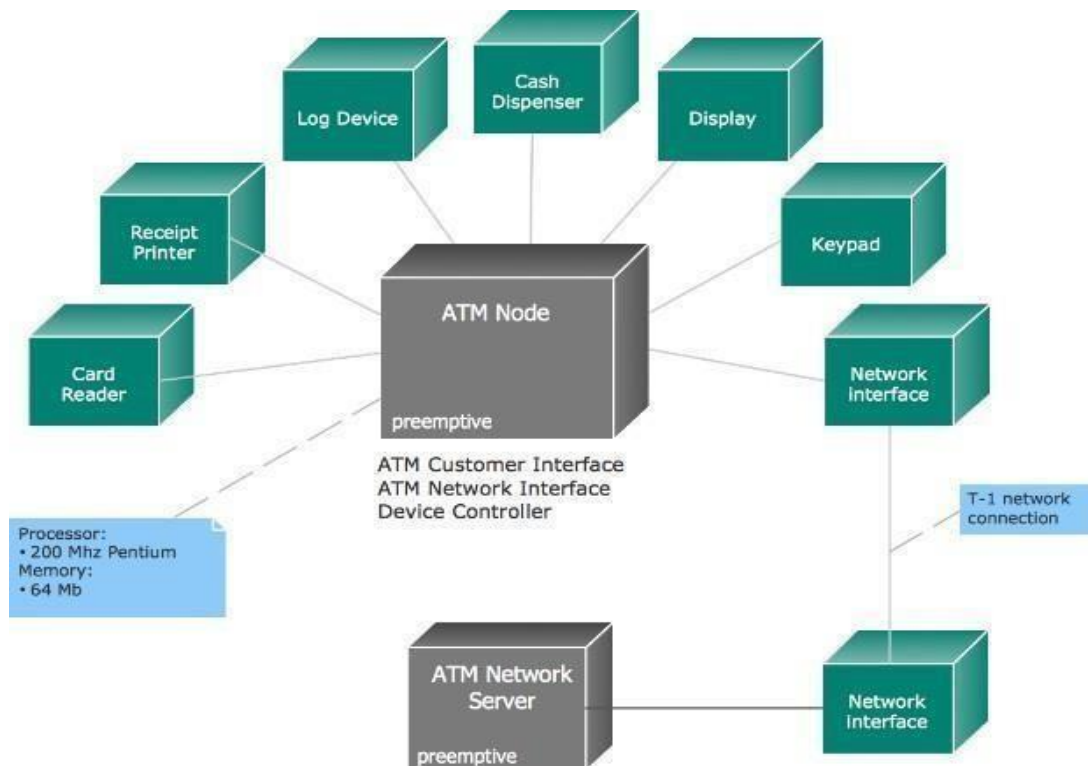 Cash
Dispenser
Log Device
Display
Receipt
Printer
Keypad
ATM Node
preemptive
Card
Reader
Network
interface
ATM Customer Interface
ATM Network Interface
Device Controller
T-1 network
connection
Processor:
• 200 Mhz Pentium
Memory:
• 64 Mb
ATM Network
Server
preemptive
Network
interface